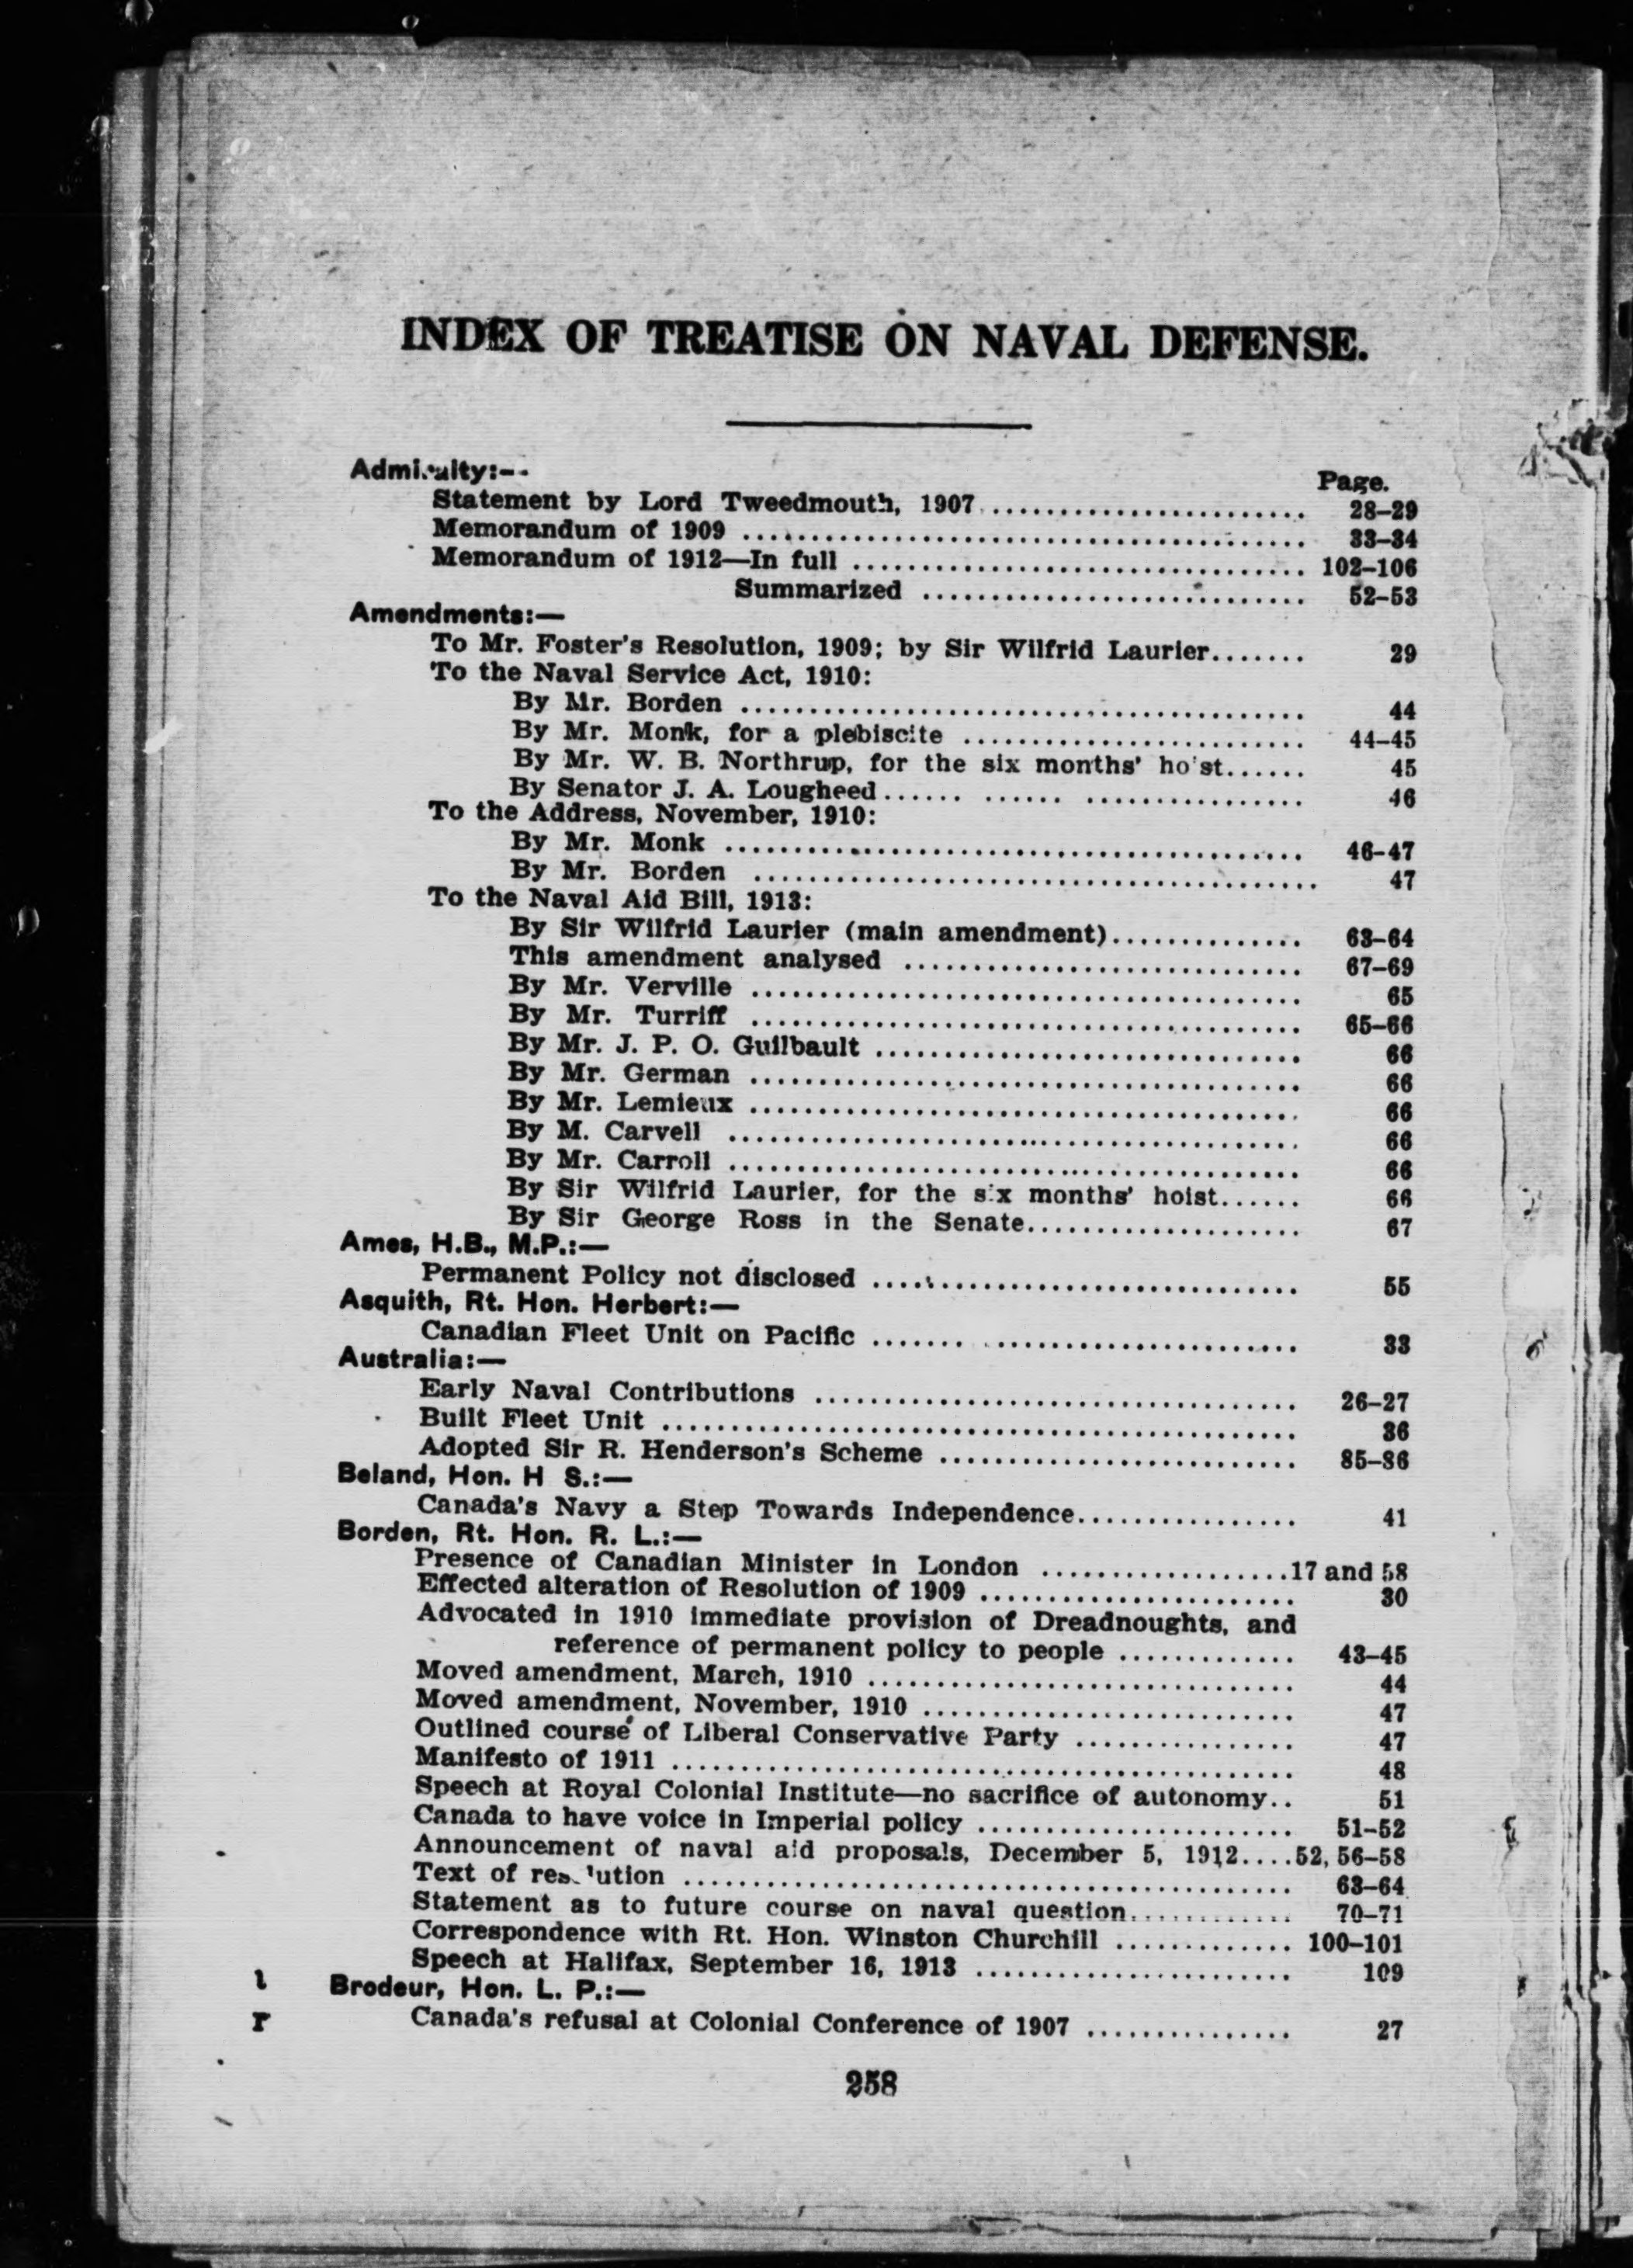 INDEX OF TREATISE ON NAVAL DEFENSE.
Admiralty:--
Page.
Statement by Lord Tweedmouth, 1907 ........................ 28–29
Memorandum of 1909 .......................................... 33–34
Memorandum of 1912—In full .................................. 102–106
Summarized ............................. 52–53
Amendments:—
To Mr. Foster's Resolution, 1909; by Sir Wilfrid Laurier....... 29
To the Naval Service Act, 1910:
By Mr. Borden .......................................... 44
By Mr. Monk, for a plebiscite .......................... 44–45
By Mr. W. B. Northrup, for the six months' ho'st...... 45
By Senator J. A. Lougheed...... ...... ................ 46
To the Address, November, 1910:
By Mr. Monk ........................................... 46-47
By Mr. Borden .......................................... 47
To the Naval Aid Bill, 1913:
By Sir Wilfrid Laurier (main amendment).............. 63–64
This amendment analysed .............................. 67–69
By Mr. Verville ......................................... 65
By Mr. Turriff ......................................... 65–66
By Mr. J. P. O. Guilbault ................................ 66
By Mr. German ......................................... 66
By Mr. Lemieux ......................................... 66
By M. Carvell .......................................... 66
By Mr. Carroll .......................................... 66
By Sir Wilfrid Laurier, for the six months' hoist...... 66
By Sir George Ross in the Senate.................... 67
Ames, H.B., M.P.:—
Permanent Policy not disclosed ................................ 55
Asquith, Rt. Hon. Herbert:—
Canadian Fleet Unit on Pacific ....... ....................... 33
Australia:—
Early Naval Contributions .................................... 26–27
Built Fleet Unit ............................................... 36
Adopted Sir R. Henderson's Scheme .......................... 85–86
Beland, Hon. H S.:—
Canada's Navy a Step Towards Independence................ 41
Borden, Rt. Hon. R. L.:—
Presence of Canadian Minister in London ..................17 and 58
Effected alteration of Resolution of 1909 ....................... 30
Advocated in 1910 immediate provision of Dreadnoughts, and
reference of permanent policy to people ............. 43–45
Moved amendment, March, 1910 ............................... 44
Moved amendment, November, 1910 ........................... 47
Outlined course of Liberal Conservative Party ................ 47
Manifesto of 1911 .............................................. 48
Speech at Royal Colonial Institute—no sacrifice of autonomy.. 51
Canada to have voice in Imperial policy ....................... 51–52
Announcement of naval aid proposals, December 5, 1912....52, 56–58
Text of res.'ution ............................................. 63–64
Statement as to future course on naval question............ 70–71
Correspondence with Rt. Hon. Winston Churchill ............. 100–101
Speech at Halifax, September 16, 1913 ....................... 109
Brodeur, Hon. L. P.:—
Canada's refusal at Colonial Conference of 1907 ............... 27
258